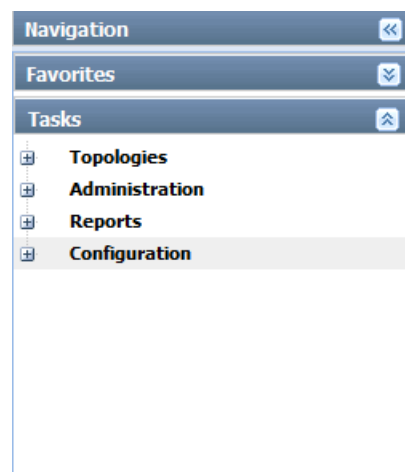 Navigation
Favorites
Tasks
Topologies
Administration
Reports
Configuration